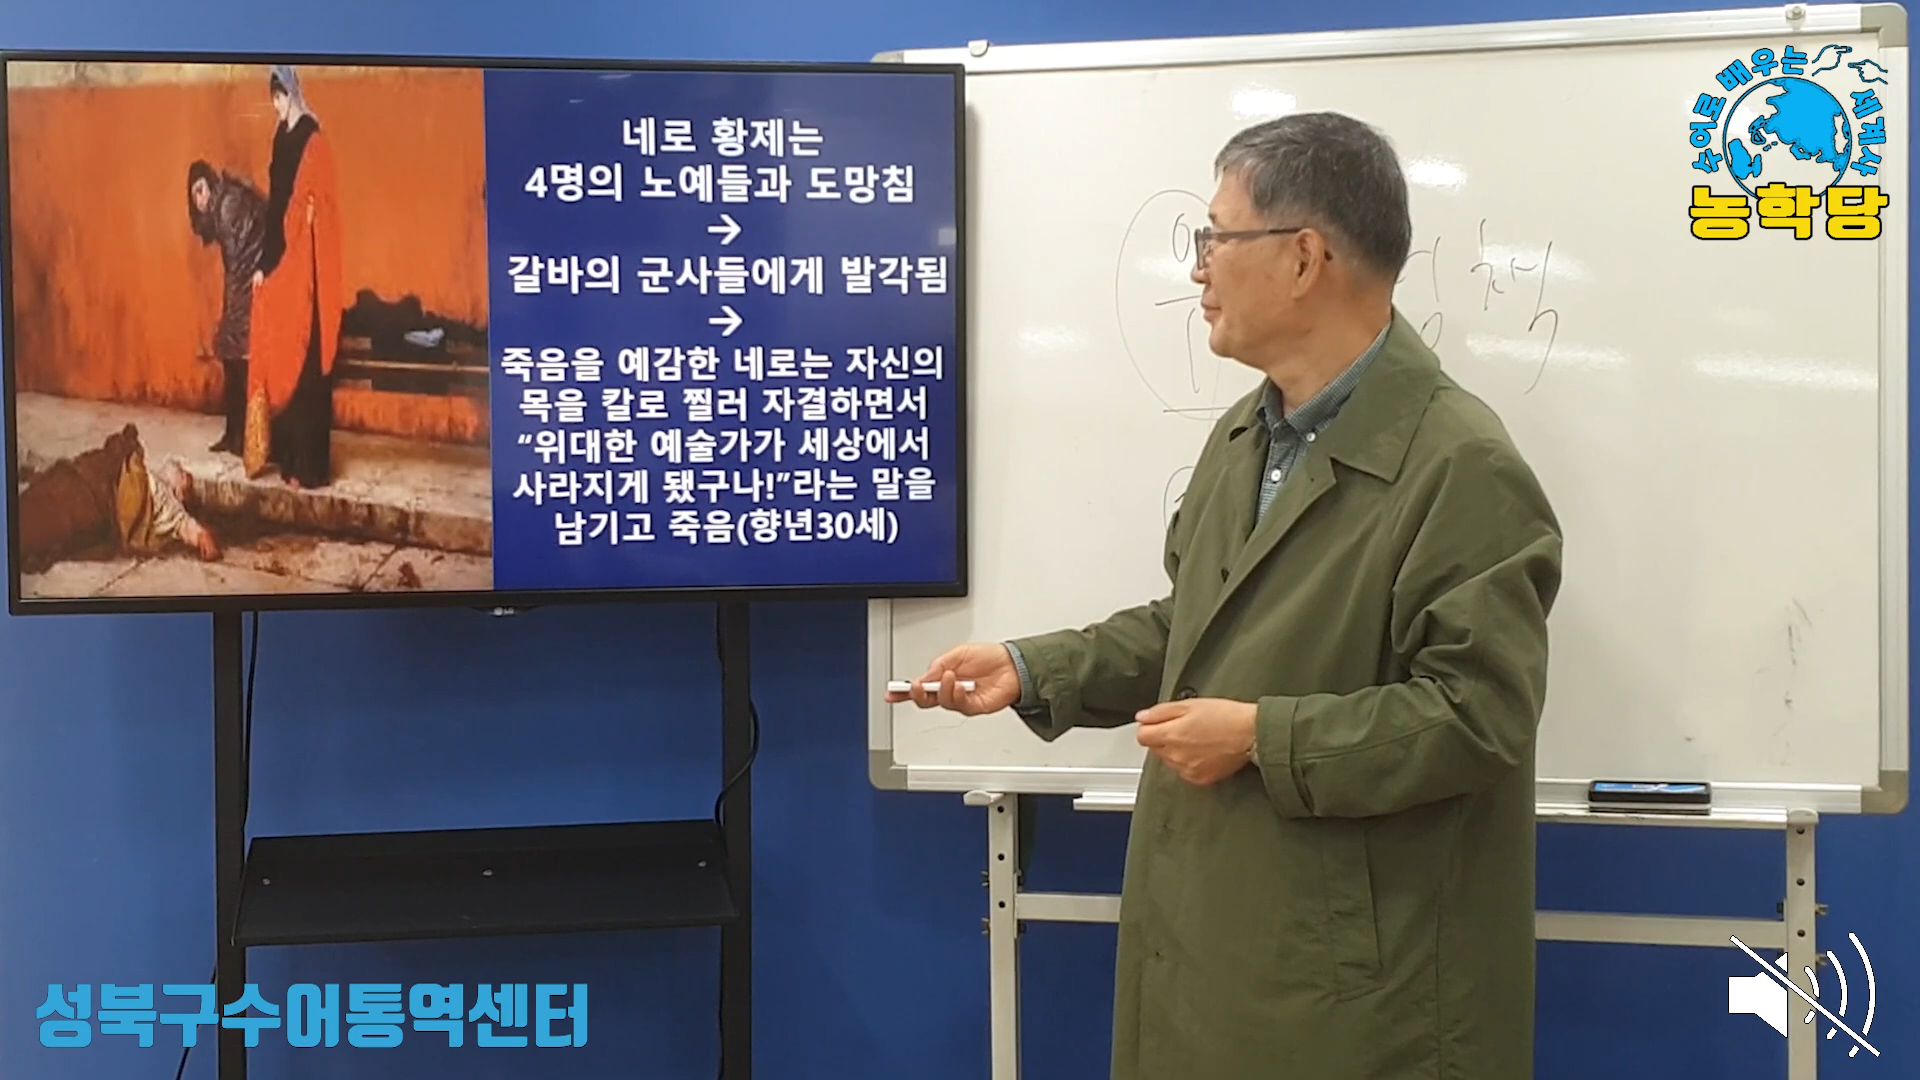 네로 황제는
4명의 노예들과 도망침
→
갈바의 군사들에게 발각됨
→
죽음을 예감한 네로는 자신의
목을 칼로 찔러 자결하면서
“위대한 예술가가 세상에서
사라지게 됐구나!”라는 말을
남기고 죽음(향년30세)
수어로 배우는 세계사
농학당
성북구수어통역센터